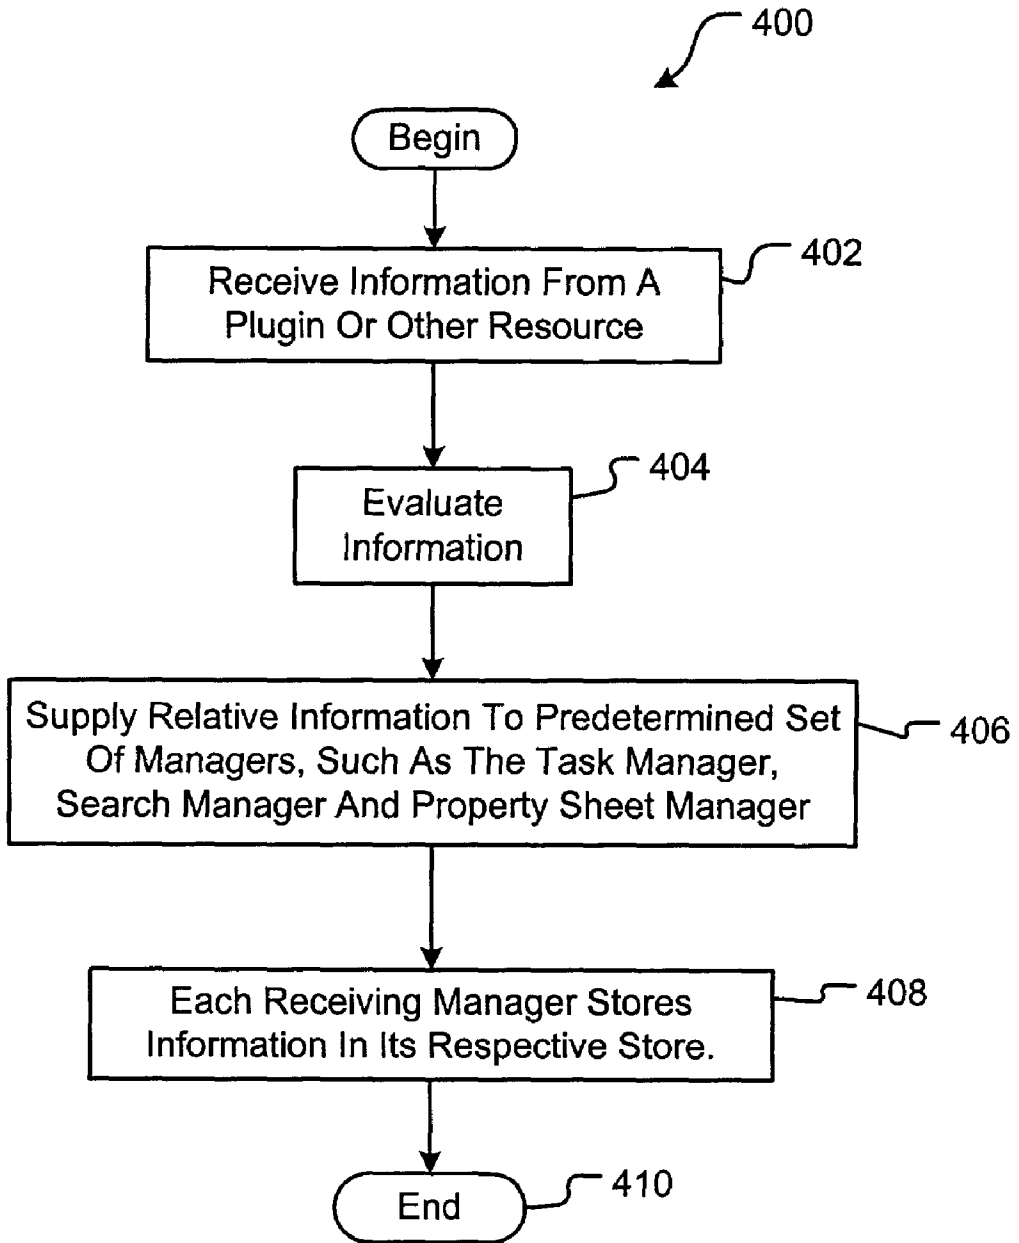 400
Begin
402
Receive Information From A
Plugin Or Other Resource
404
Evaluate
Information
Supply Relative Information To Predetermined Set
Of Managers, Such As The Task Manager,
Search Manager And Property Sheet Manager
406
Each Receiving Manager Stores
Information In Its Respective Store.
408
End
410